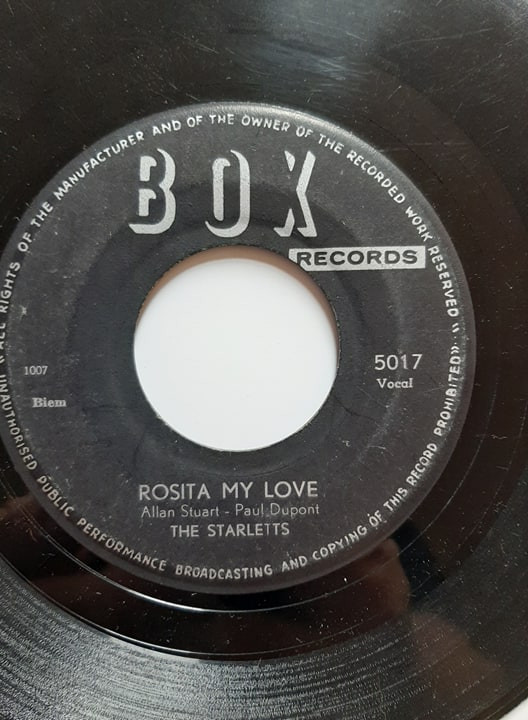 "ALL RIGHTS OF THE MANUFACTURER AND OF THE OWNER OF THE RECORDED WORK RESERVED"
BOX
RECORDS
1007
Biem
5017
Vocal
ROSITA MY LOVE
Allan Stuart - Paul Dupont
THE STARLETTS
UNAUTHORISED PUBLIC PERFORMANCE BROADCASTING AND COPYING OF THIS RECORD PROHIBITED»